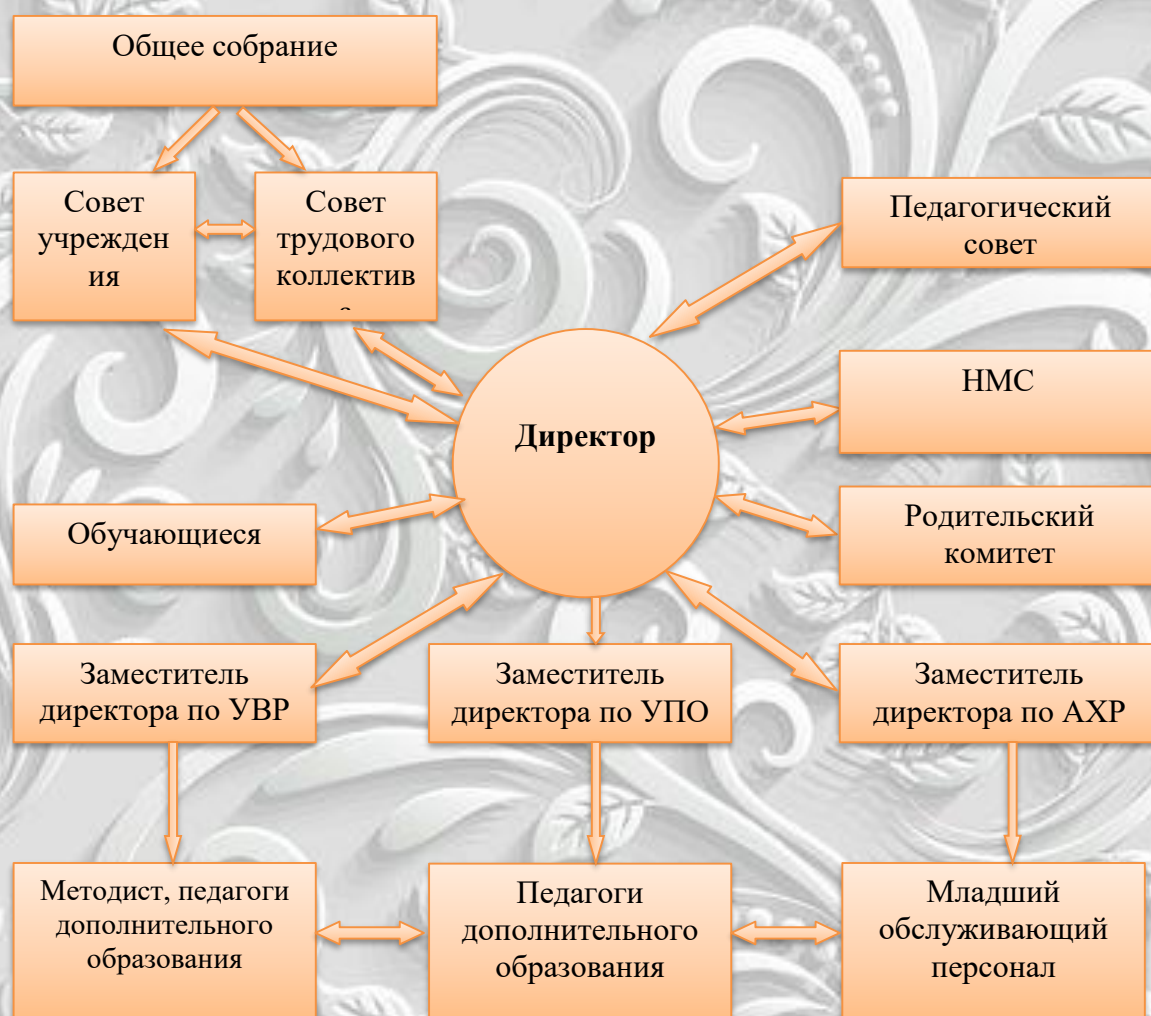 Общее собрание
Совет
учрежден
ия
Совет
трудового
коллектив
Педагогический
совет
НМС
Директор
Родительский
комитет
Обучающиеся
Заместитель
директора по УВР
Заместитель
директора по УПО
Заместитель
директора по АХР
Методист, педагоги
дополнительного
образования
Педагоги
дополнительного
образования
Младший
обслуживающий
персонал